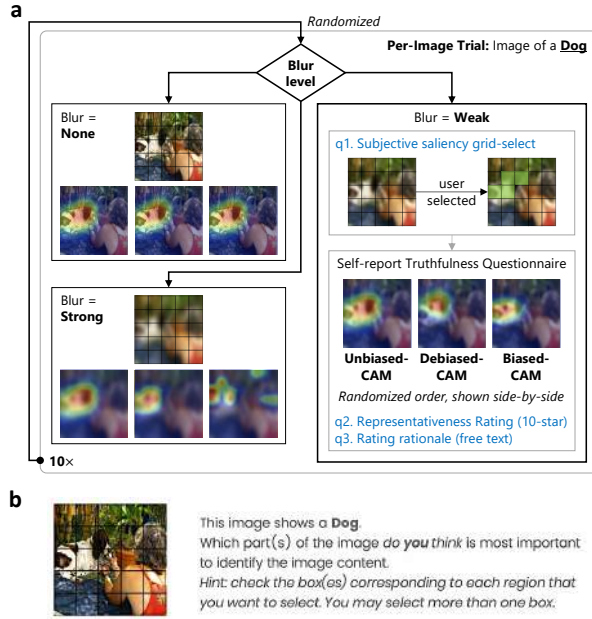 a
Randomized
Per-Image Trial: Image of a Dog
Blur
level
Blur =
None
Blur = Weak
q1. Subjective saliency grid-select
user
selected
Self-report Truthfulness Questionnaire
Blur =
Strong
Unbiased-
CAM
Debiased-
CAM
Biased-
CAM
Randomized order, shown side-by-side
q2. Representativeness Rating (10-star)
q3. Rating rationale (free text)
10×
b
This image shows a Dog.
Which part(s) of the image do you think is most important
to identify the image content.
Hint: check the box(es) corresponding to each region that
you want to select. You may select more than one box.